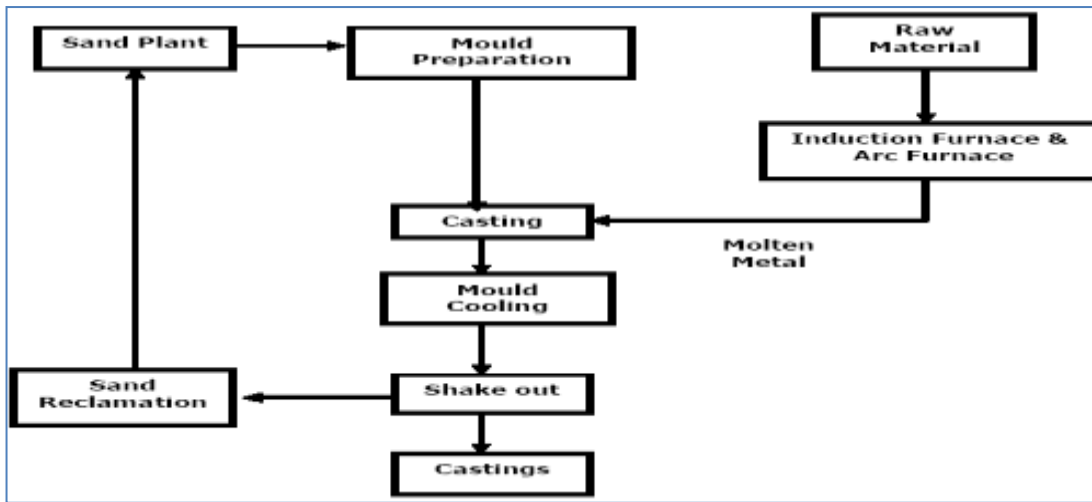 Sand Plant
Mould
Preparation
Raw
Material
Induction Furnace &
Arc Furnace
Casting
Molten
Metal
Mould
Cooling
Sand
Reclamation
Shake out
Castings